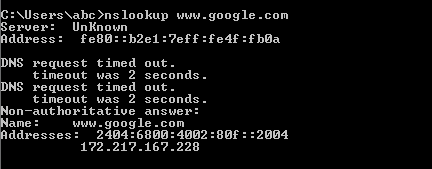 C:\Users\abc>nslookup www.google.com
Server:  UnKnown
Address:  fe80::b2e1:7eff:fe4f:fb0a
DNS request timed out.
    timeout was 2 seconds.
DNS request timed out.
    timeout was 2 seconds.
Non-authoritative answer:
Name:    www.google.com
Addresses:  2404:6800:4002:80f::2004
          172.217.167.228